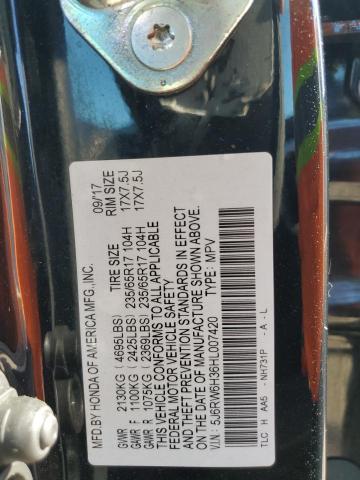 MFD.BY HONDA OF AMERICA MFG.,INC. 09/17
TIRE SIZE RIM SIZE
GVWR 2130KG ( 4695LBS)
GAWR F 1100KG ( 2425LBS) 235/65R17 104H 17X7.5J
GAWR R 1075KG ( 2369LBS) 235/65R17 104H 17X7.5J
THIS VEHICLE CONFORMS TO ALL APPLICABLE
FEDERAL MOTOR VEHICLE SAFETY
AND THEFT PREVENTION STANDARDS IN EFFECT
ON THE DATE OF MANUFACTURE SHOWN ABOVE.
V.I.N.: 5J6RW6H36HL007420 TYPE: MPV
TLC H AA5 - NH731P - A - L